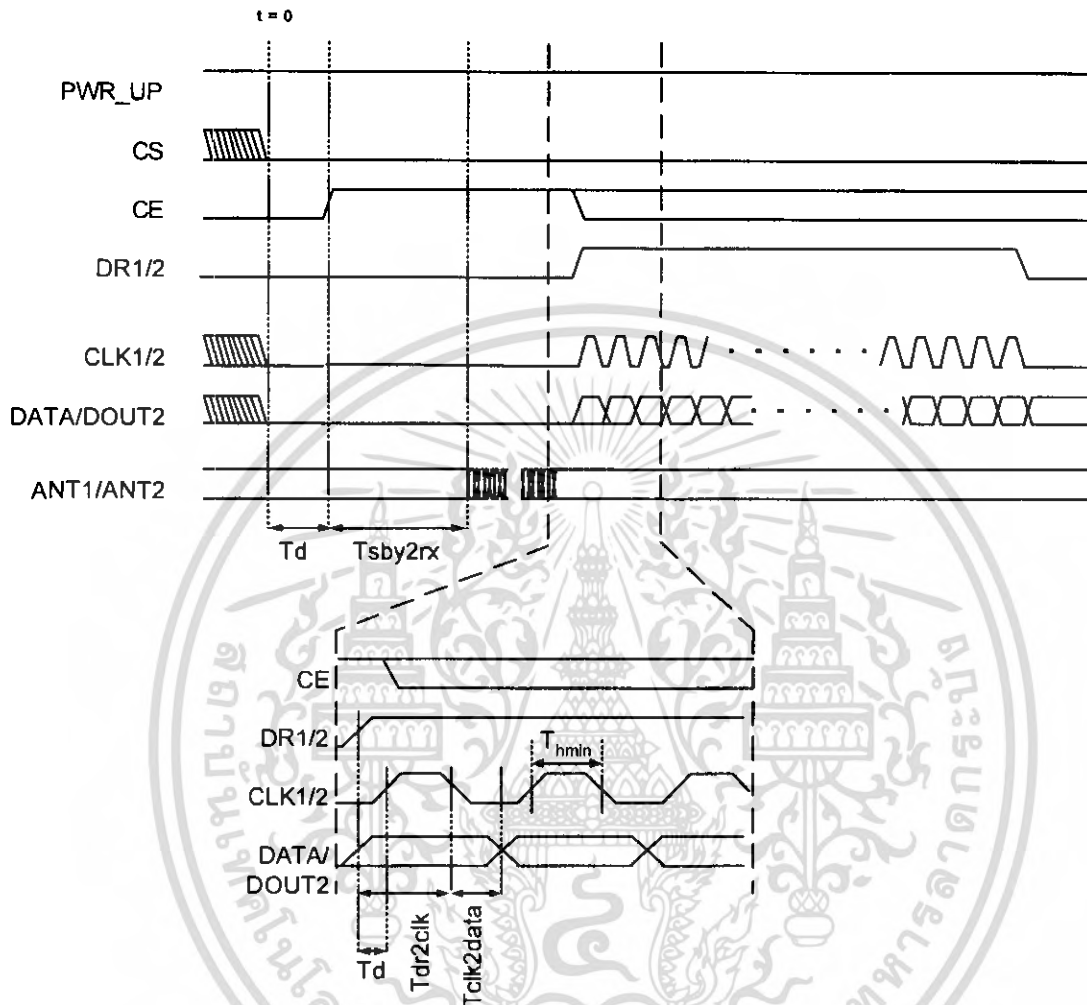 t = 0
PWR_UP
CS
CE
DR1/2
CLK1/2
DATA/DOUT2
ANT1/ANT2
Td
Tsby2rx
CE
DR1/2
Thmin
CLK1/2
DATA/
DOUT2
Td
Tdr2clk
Tclk2data